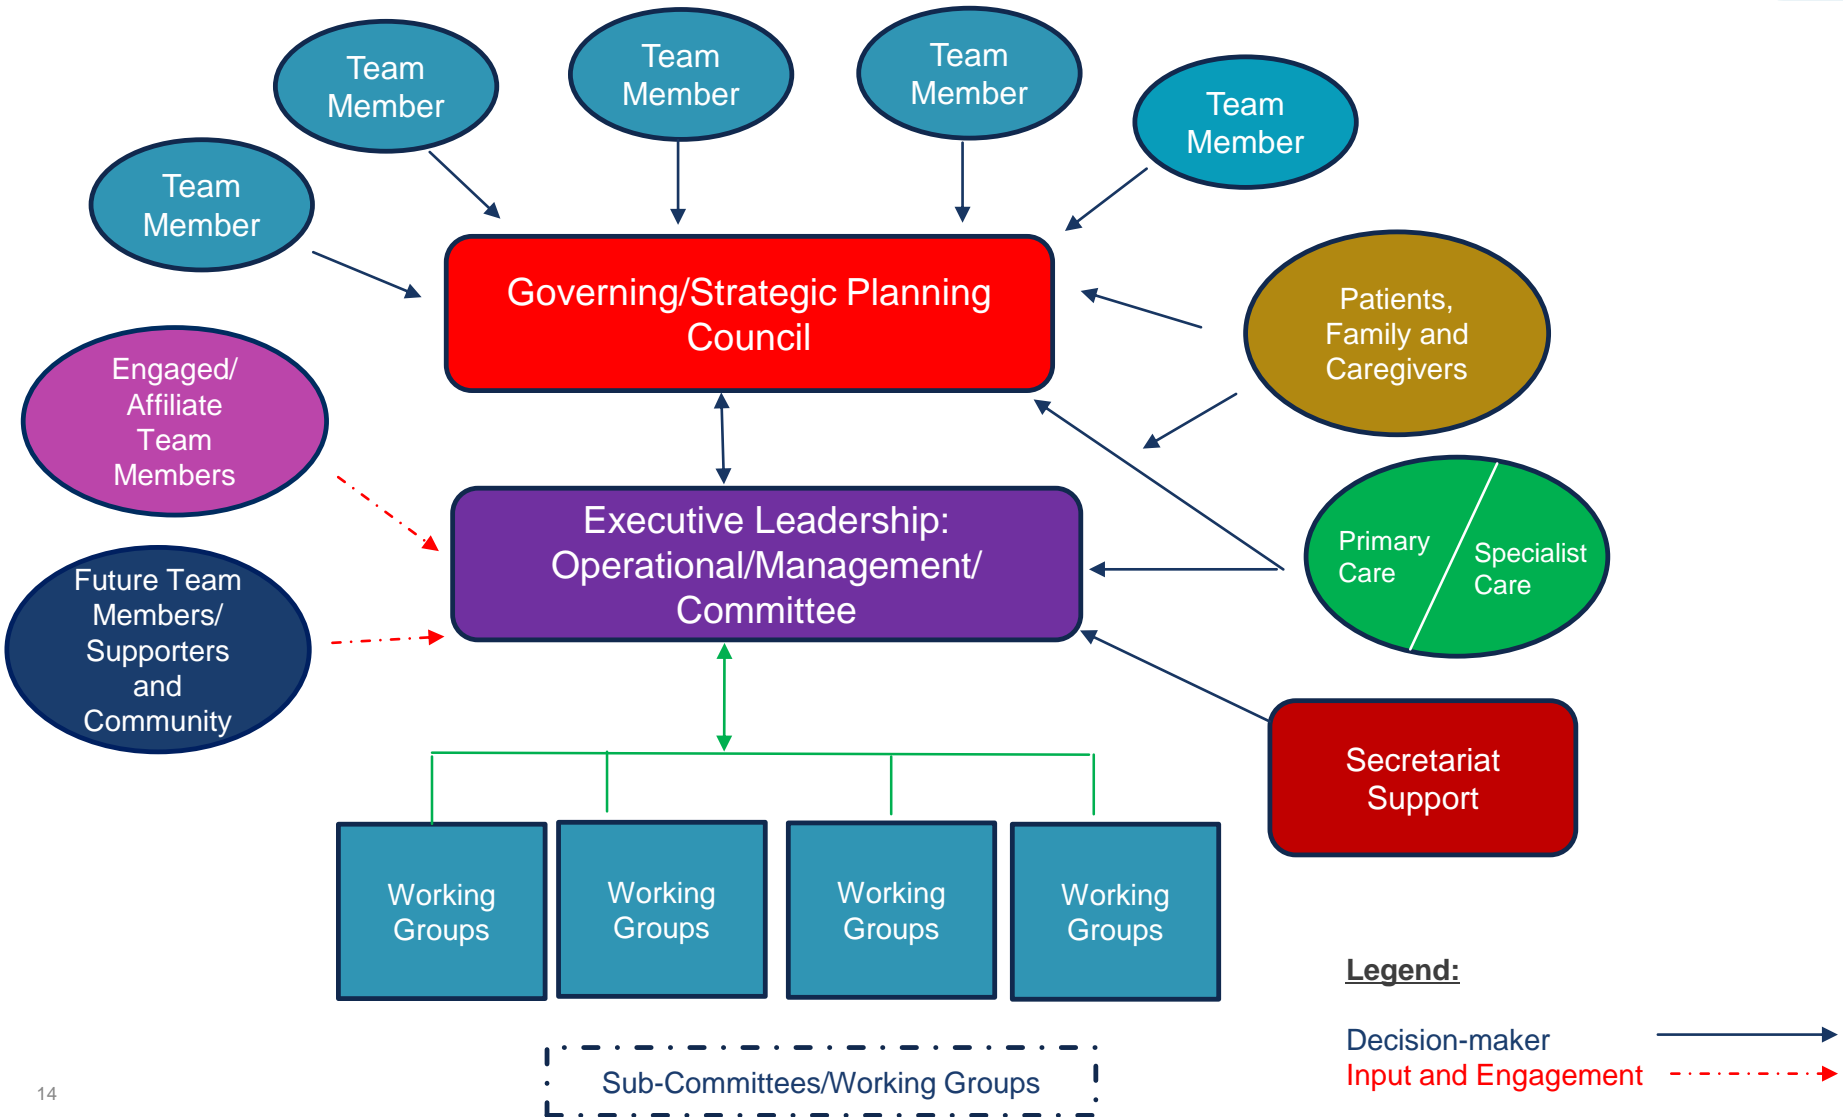 Team
Member
Team
Member
Team
Member
Team
Member
Team
Member
Team
Member
Governing/Strategic Planning
Council
Patients,
Family and
Caregivers
Engaged/
Affiliate
Team
Members
Executive Leadership:
Operational/Management/
Committee
Primary
Care
Specialist
Care
Future Team
Members/
Supporters
and
Community
Secretariat
Support
Working
Groups
Working
Groups
Working
Groups
Working
Groups
Legend:
Decision-maker
Input and Engagement
Sub-Committees/Working Groups
14